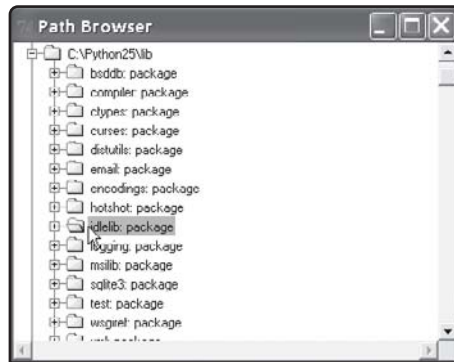 Path Browser
C:\Python25\lib
bsddb: package
compiler: package
ctypes: package
curses: package
distutils: package
email: package
encodings: package
hotshot: package
idlelib: package
logging: package
msilib: package
sqlite3: package
test: package
wsgiref: package